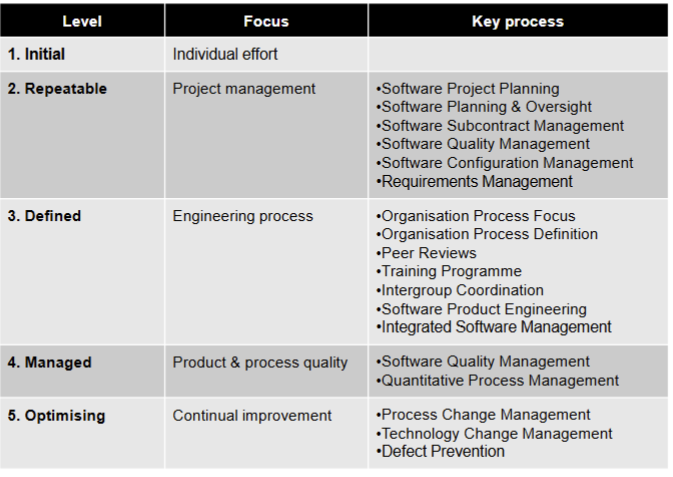 Level Focus Key process
1. Initial Individual effort
2. Repeatable Project management •Software Project Planning
•Software Planning & Oversight
•Software Subcontract Management
•Software Quality Management
•Software Configuration Management
•Requirements Management
3. Defined Engineering process •Organisation Process Focus
•Organisation Process Definition
•Peer Reviews
•Training Programme
•Intergroup Coordination
•Software Product Engineering
•Integrated Software Management
4. Managed Product & process quality •Software Quality Management
•Quantitative Process Management
5. Optimising Continual improvement •Process Change Management
•Technology Change Management
•Defect Prevention